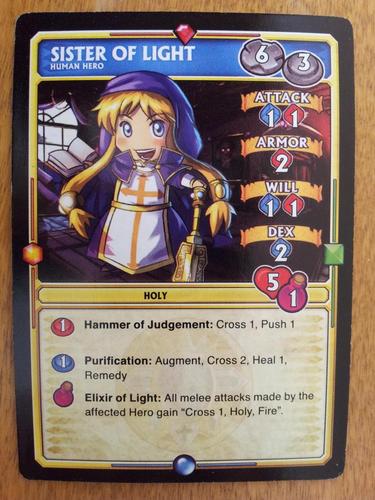 SISTER OF LIGHT
HUMAN HERO
6 3
ATTACK
1 1
ARMOR
2
WILL
1 1
DEX
2
5 1
HOLY
1 Hammer of Judgement: Cross 1, Push 1
1 Purification: Augment, Cross 2, Heal 1,
Remedy
Elixir of Light: All melee attacks made by the
affected Hero gain “Cross 1, Holy, Fire”.